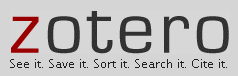 zotero
See it. Save it. Sort it. Search it. Cite it.